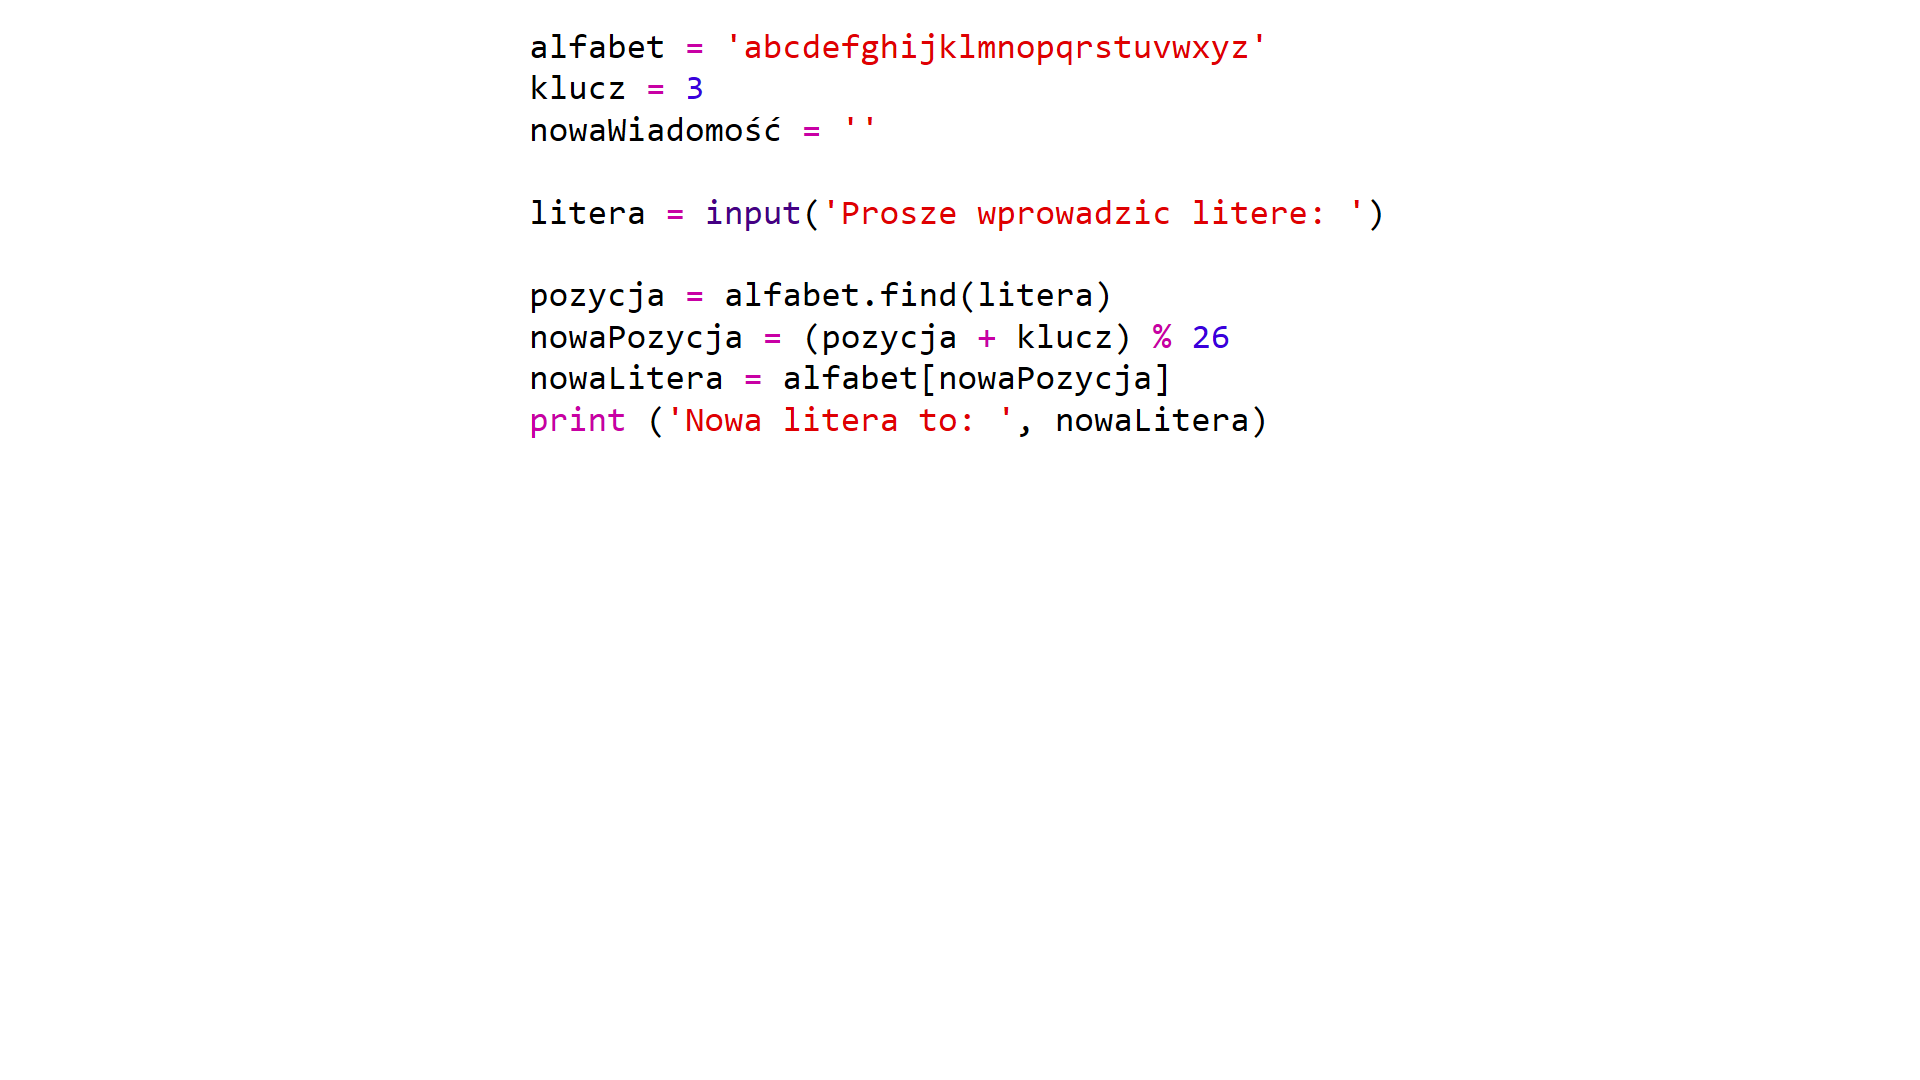 alfabet = 'abcdefghijklmnopqrstuvwxyz'
klucz = 3
nowaWiadomość = ''
litera = input('Prosze wprowadzic litere: ')
pozycja = alfabet.find(litera)
nowaPozycja = (pozycja + klucz) % 26
nowaLitera = alfabet[nowaPozycja]
print ('Nowa litera to: ', nowaLitera)